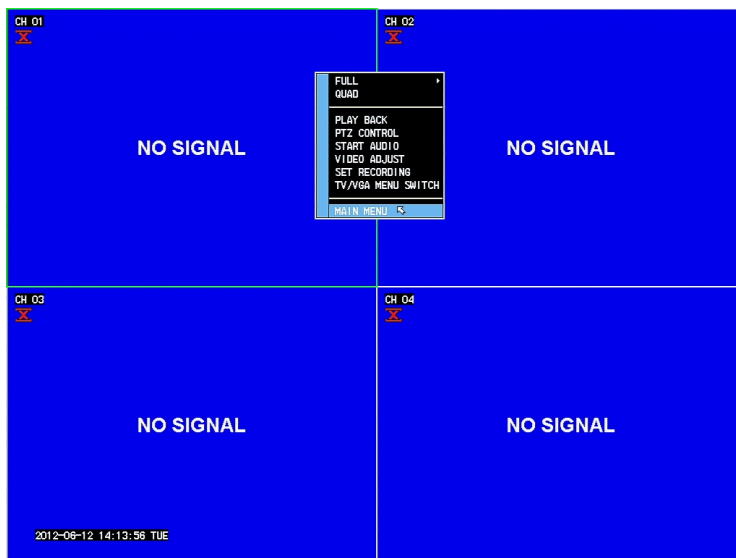 CH 01
CH 02
FULL
QUAD
PLAY BACK
PTZ CONTROL
START AUDIO
VIDEO ADJUST
SET RECORDING
TV/VGA MENU SWITCH
MAIN MENU
NO SIGNAL
NO SIGNAL
CH 03
CH 04
NO SIGNAL
NO SIGNAL
2012-06-12 14:13:56 TUE